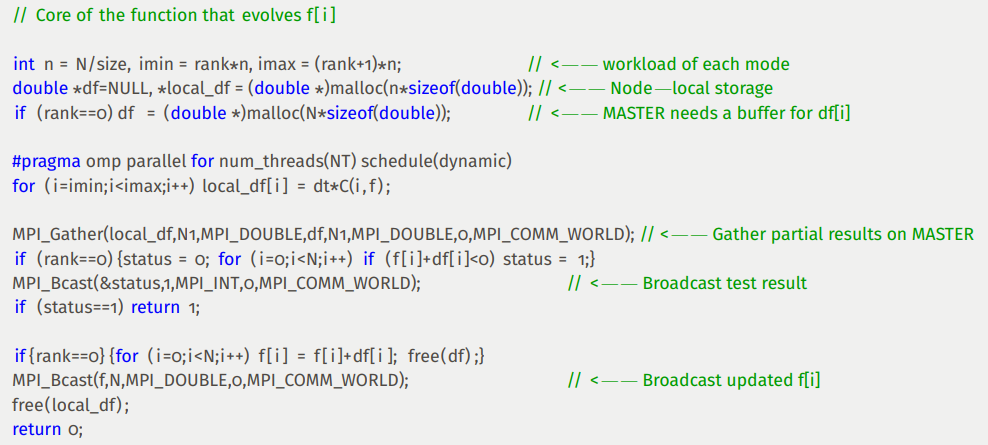 // Core of the function that evolves f[i]
int n = N/size, imin = rank*n, imax = (rank+1)*n; // <—— workload of each mode
double *df=NULL, *local_df = (double *)malloc(n*sizeof(double)); // <—— Node—local storage
if (rank==0) df = (double *)malloc(N*sizeof(double)); // <—— MASTER needs a buffer for df[i]
#pragma omp parallel for num_threads(NT) schedule(dynamic)
for (i=imin;i<imax;i++) local_df[i] = dt*C(i,f);
MPI_Gather(local_df,N1,MPI_DOUBLE,df,N1,MPI_DOUBLE,0,MPI_COMM_WORLD); // <—— Gather partial results on MASTER
if (rank==0) {status = 0; for (i=0;i<N;i++) if (f[i]+df[i]<0) status = 1;}
MPI_Bcast(&status,1,MPI_INT,0,MPI_COMM_WORLD); // <—— Broadcast test result
if (status==1) return 1;
if{rank==0}{for (i=0;i<N;i++) f[i] = f[i]+df[i]; free(df);}
MPI_Bcast(f,N,MPI_DOUBLE,0,MPI_COMM_WORLD); // <—— Broadcast updated f[i]
free(local_df);
return 0;